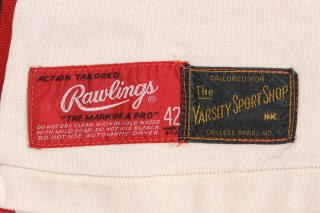 ACTION TAILORED
Rawlings®
"THE MARK OF A PRO"
DO NOT DRY CLEAN. WASH IN COLD WATER
WITH MILD SOAP. DO NOT USE BLEACH.
DO NOT USE AUTOMATIC DRYER.
42
TAILORED FOR
The
VARSITY SPORT SHOP
INC.
COLLEGE PARK, MD.